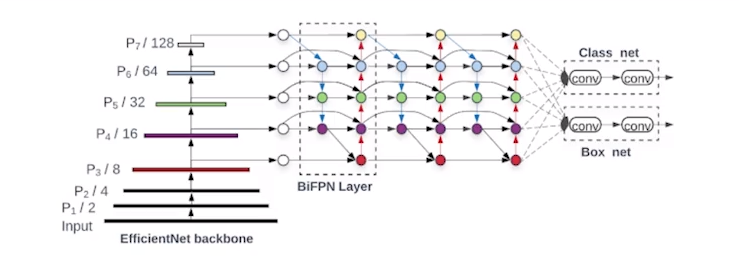 P7 / 128
P6 / 64
P5 / 32
P4 / 16
P3 / 8
P2 / 4
P1 / 2
Input
EfficientNet backbone
BiFPN Layer
Class net
conv conv
conv conv
Box net